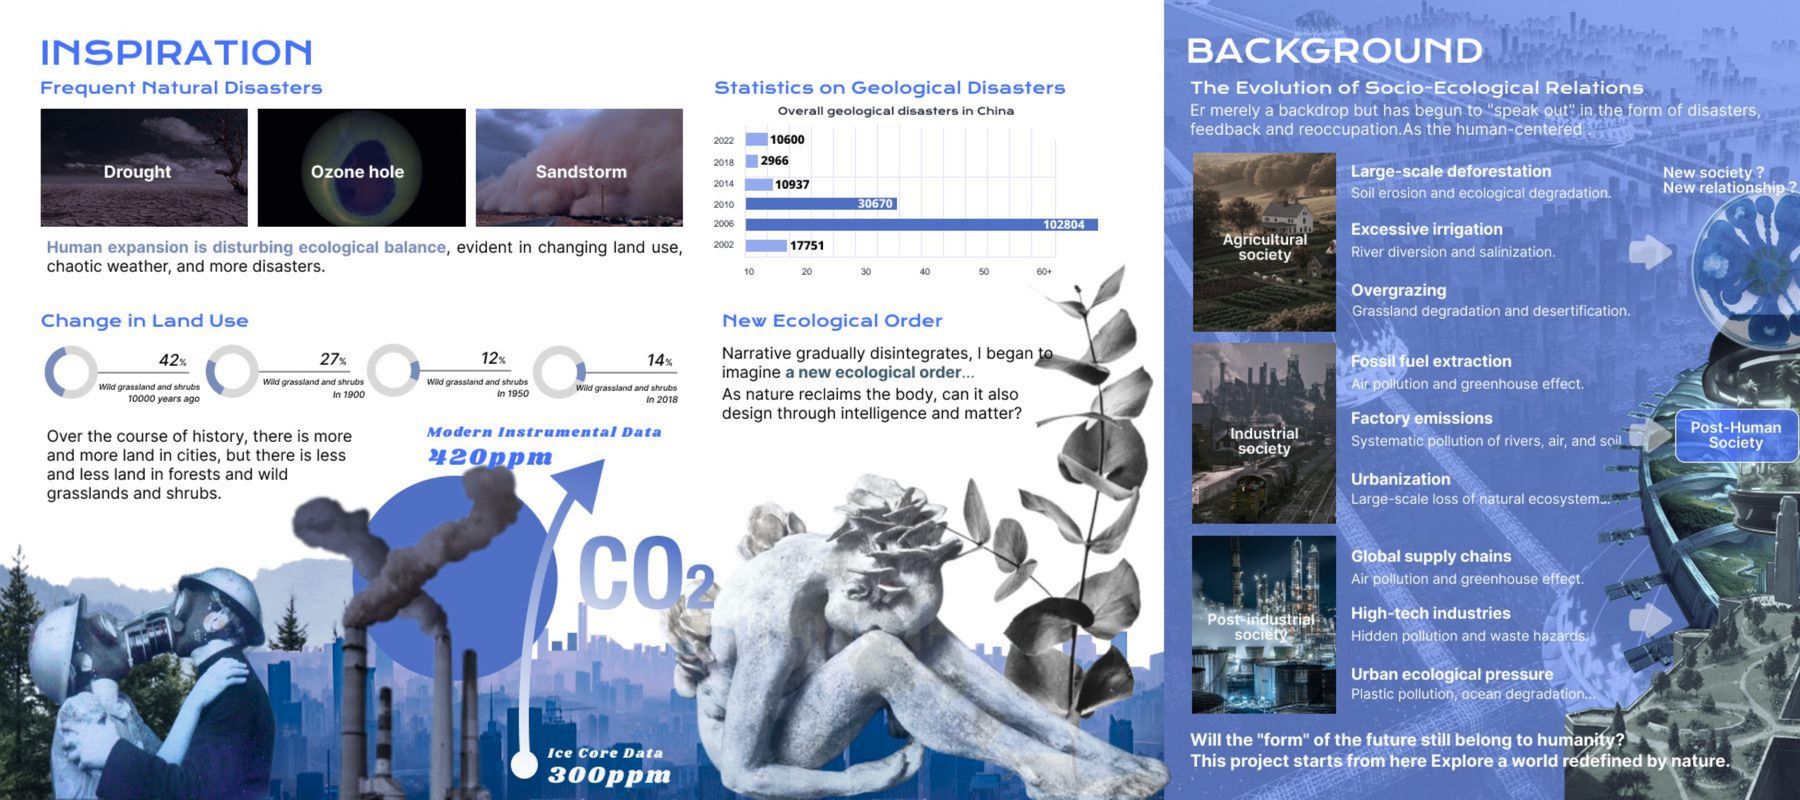 INSPIRATION
Frequent Natural Disasters
Drought
Ozone hole
Sandstorm
Human expansion is disturbing ecological balance, evident in changing land use,
chaotic weather, and more disasters.
Change in Land Use
42%
Wild grassland and shrubs
10000 years ago
27%
Wild grassland and shrubs
In 1900
12%
Wild grassland and shrubs
In 1950
14%
Wild grassland and shrubs
In 2018
Over the course of history, there is more
and more land in cities, but there is less
and less land in forests and wild
grasslands and shrubs.
Modern Instrumental Data
420ppm
CO2
Ice Core Data
300ppm
Statistics on Geological Disasters
Overall geological disasters in China
2022 10600
2018 2966
2014 10937
2010 30670
2006 102804
2002 17751
10 20 30 40 50 60+
New Ecological Order
Narrative gradually disintegrates, I began to
imagine a new ecological order...
As nature reclaims the body, can it also
design through intelligence and matter?
BACKGROUND
The Evolution of Socio-Ecological Relations
Er merely a backdrop but has begun to "speak out" in the form of disasters,
feedback and reoccupation.As the human-centered
Agricultural
society
Large-scale deforestation
Soil erosion and ecological degradation.
Excessive irrigation
River diversion and salinization.
Overgrazing
Grassland degradation and desertification.
New society ?
New relationship ?
Industrial
society
Fossil fuel extraction
Air pollution and greenhouse effect.
Factory emissions
Systematic pollution of rivers, air, and soil
Urbanization
Large-scale loss of natural ecosystem...
Post-Human
Society
Post-industrial
society
Global supply chains
Air pollution and greenhouse effect.
High-tech industries
Hidden pollution and waste hazards.
Urban ecological pressure
Plastic pollution, ocean degradation...
Will the "form" of the future still belong to humanity?
This project starts from here Explore a world redefined by nature.